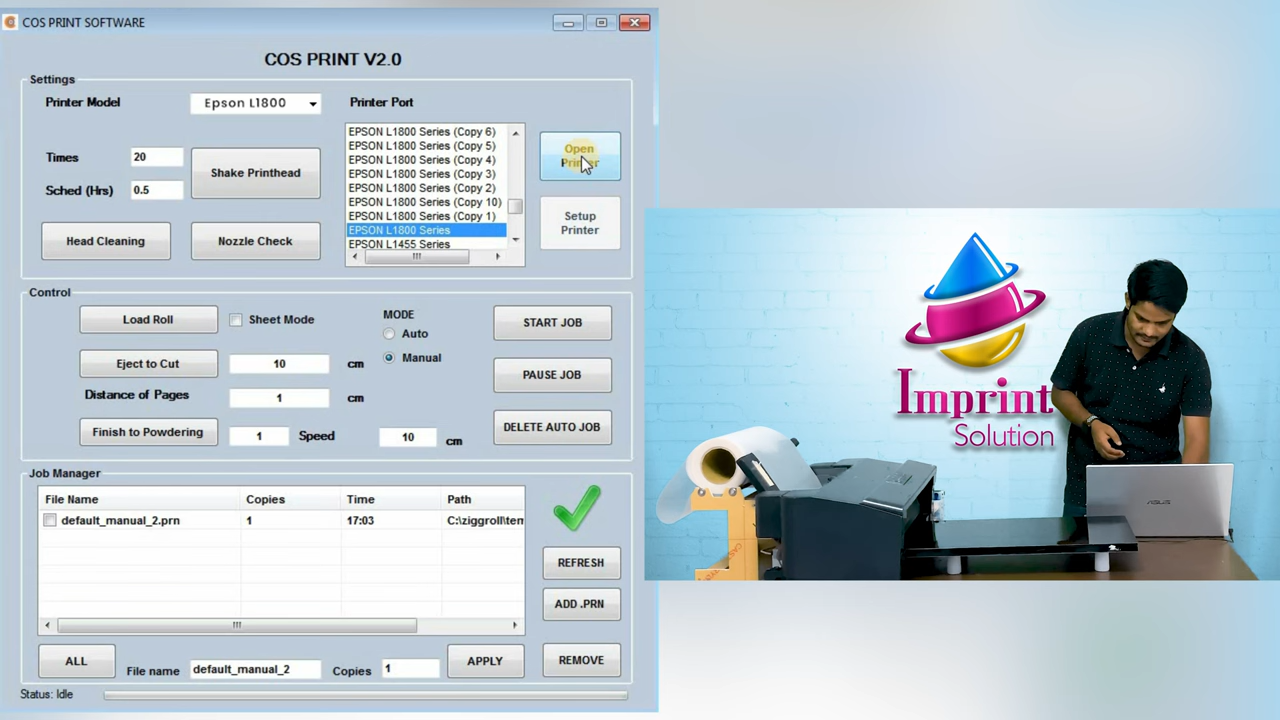 COS PRINT SOFTWARE
COS PRINT V2.0
Settings
Printer Model
Epson L1800
Printer Port
EPSON L1800 Series (Copy 6)
EPSON L1800 Series (Copy 5)
EPSON L1800 Series (Copy 4)
EPSON L1800 Series (Copy 3)
EPSON L1800 Series (Copy 2)
EPSON L1800 Series (Copy 10)
EPSON L1800 Series (Copy 1)
EPSON L1800 Series
EPSON L1455 Series
Open
Printer
Setup
Printer
Times
20
Sched (Hrs)
0.5
Shake Printhead
Head Cleaning
Nozzle Check
Control
Load Roll
Sheet Mode
MODE
Auto
Manual
START JOB
Eject to Cut
10
cm
PAUSE JOB
Distance of Pages
1
cm
Finish to Powdering
1
Speed
10
cm
DELETE AUTO JOB
Job Manager
File Name Copies Time Path
default_manual_2.prn 1 17:03 C:\ziggroll\tem
REFRESH
ADD .PRN
ALL
File name
default_manual_2
Copies
1
APPLY
REMOVE
Status: Idle
Imprint
Solution
ASUS